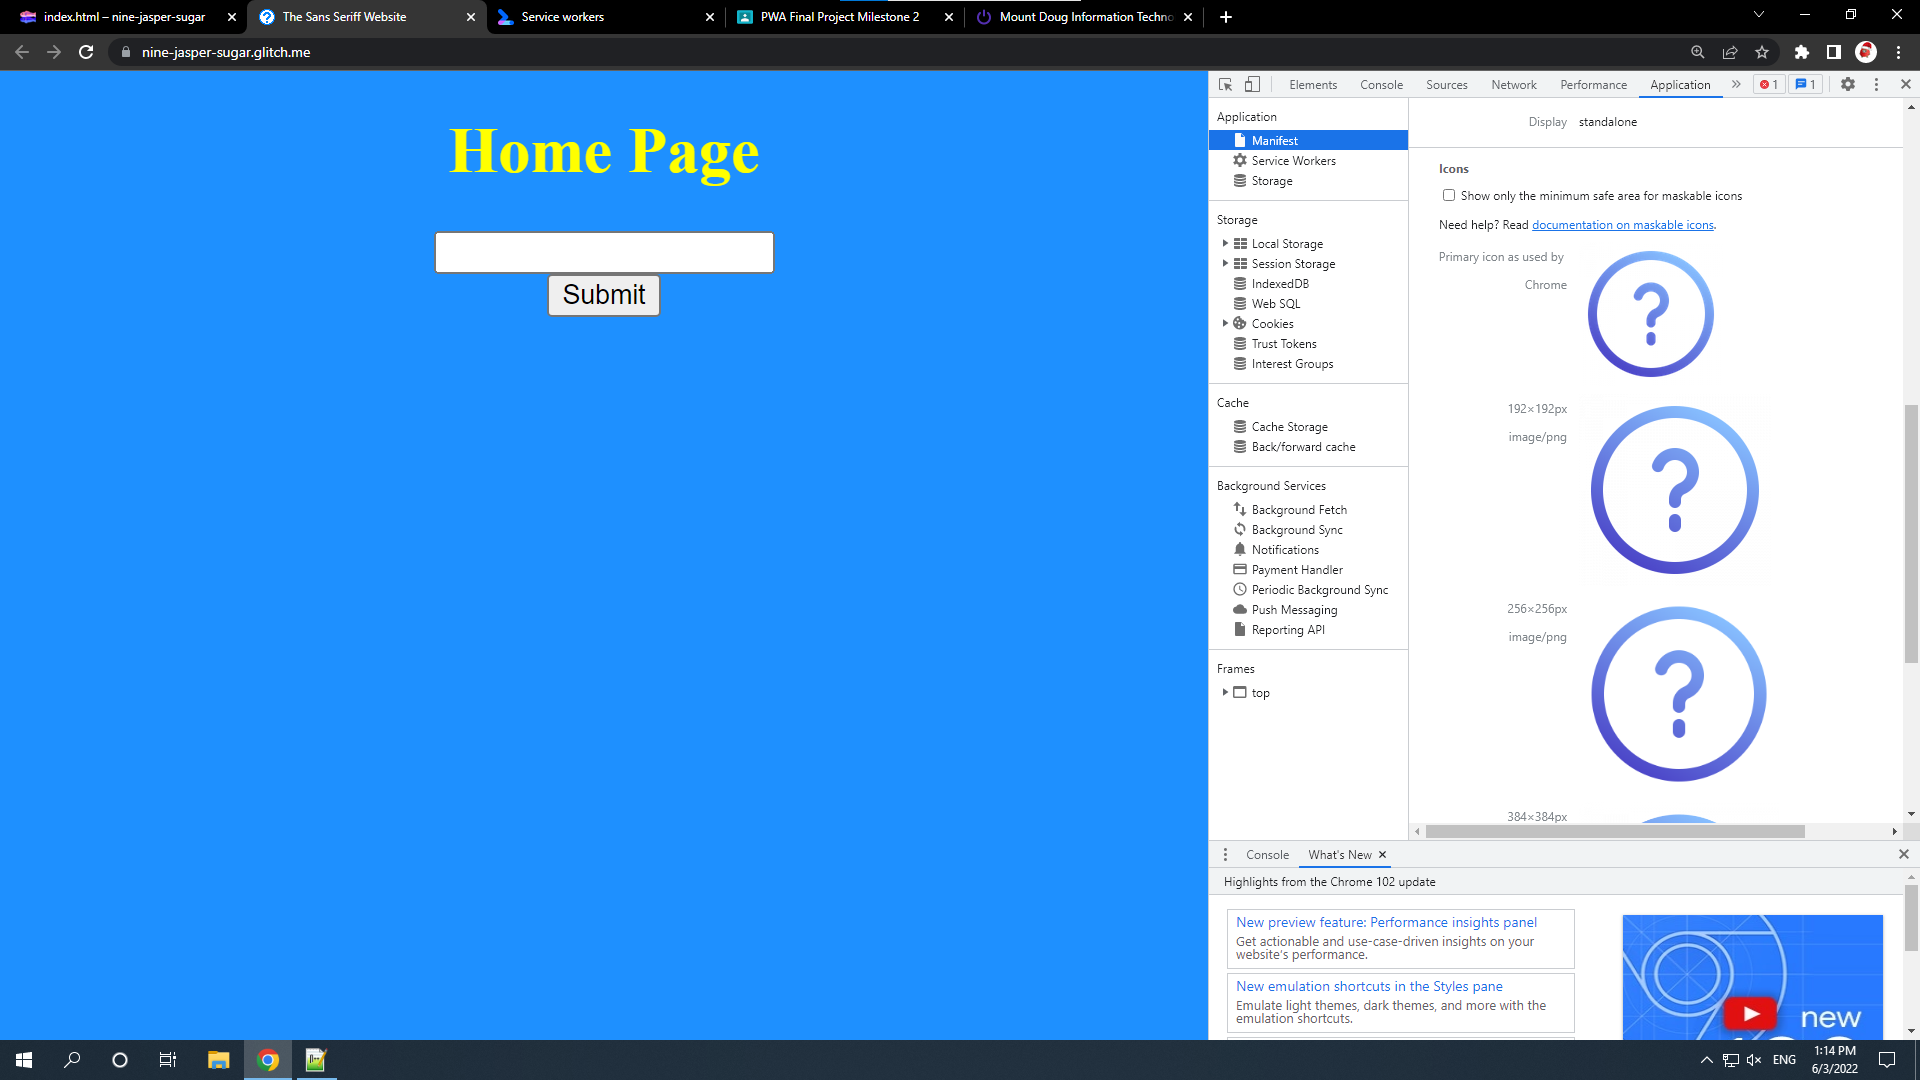 index.html – nine-jasper-sugar
The Sans Seriff Website
Service workers
PWA Final Project Milestone 2
Mount Doug Information Techno
nine-jasper-sugar.glitch.me
Home Page
Submit
Elements
Console
Sources
Network
Performance
Application
1
1
Application
Manifest
Service Workers
Storage
Storage
Local Storage
Session Storage
IndexedDB
Web SQL
Cookies
Trust Tokens
Interest Groups
Cache
Cache Storage
Back/forward cache
Background Services
Background Fetch
Background Sync
Notifications
Payment Handler
Periodic Background Sync
Push Messaging
Reporting API
Frames
top
Display standalone
Icons
Show only the minimum safe area for maskable icons
Need help? Read documentation on maskable icons.
Primary icon as used by
Chrome
192×192px
image/png
256×256px
image/png
384×384px
Console
What's New
Highlights from the Chrome 102 update
New preview feature: Performance insights panel
Get actionable and use-case-driven insights on your
website's performance.
New emulation shortcuts in the Styles pane
Emulate light themes, dark themes, and more with the
emulation shortcuts.
new
ENG
1:14 PM
6/3/2022